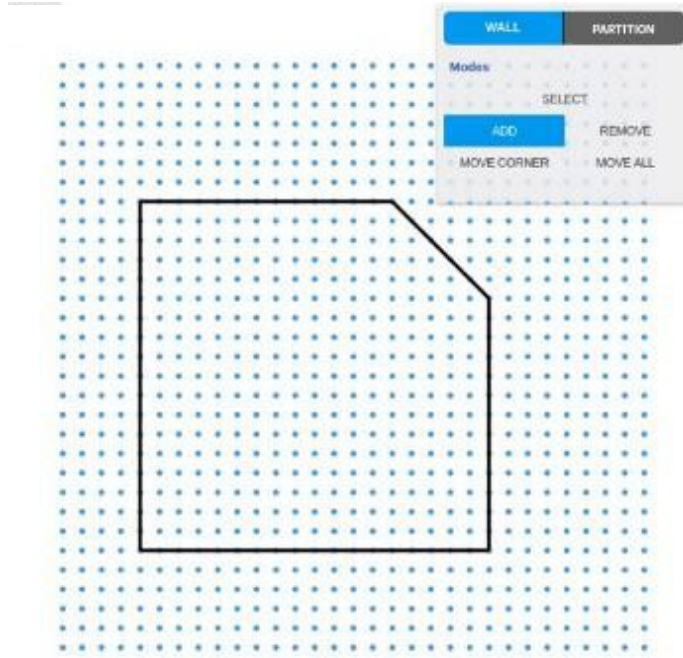 WALL PARTITION
Modes
SELECT
ADD REMOVE
MOVE CORNER MOVE ALL